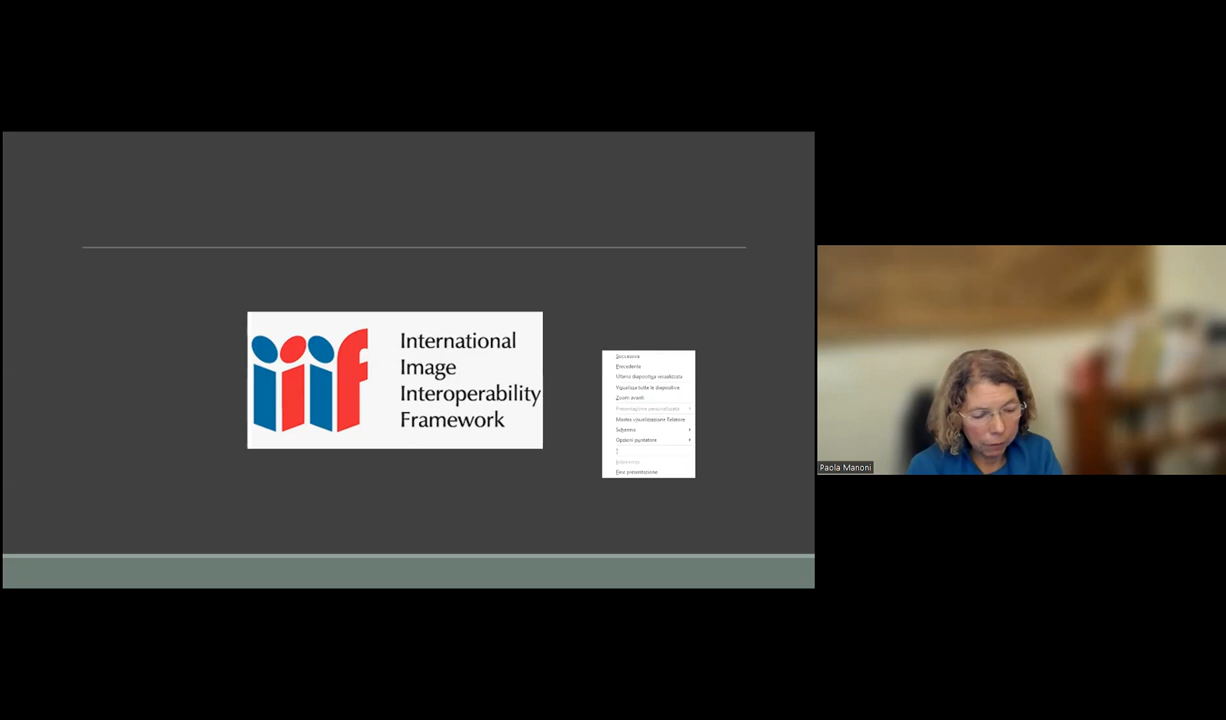 iiif
International
Image
Interoperability
Framework
Successiva
Precedente
Ultima diapositiva visualizzata
Visualizza tutte le diapositive
Zoom avanti
Presentazione personalizzata
Mostra visualizzazione Relatore
Schermo
Opzioni puntatore
?
Fine presentazione
Paola Manoni